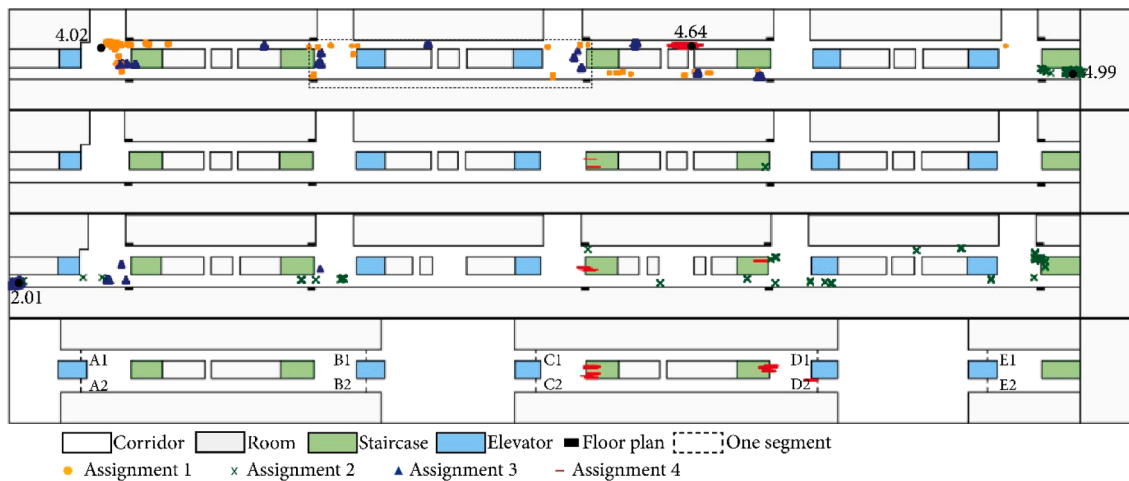 4.02
4.64
4.99
2.01
A1 B1 C1 D1 E1
A2 B2 C2 D2 E2
Corridor Room Staircase Elevator Floor plan One segment
Assignment 1 Assignment 2 Assignment 3 Assignment 4